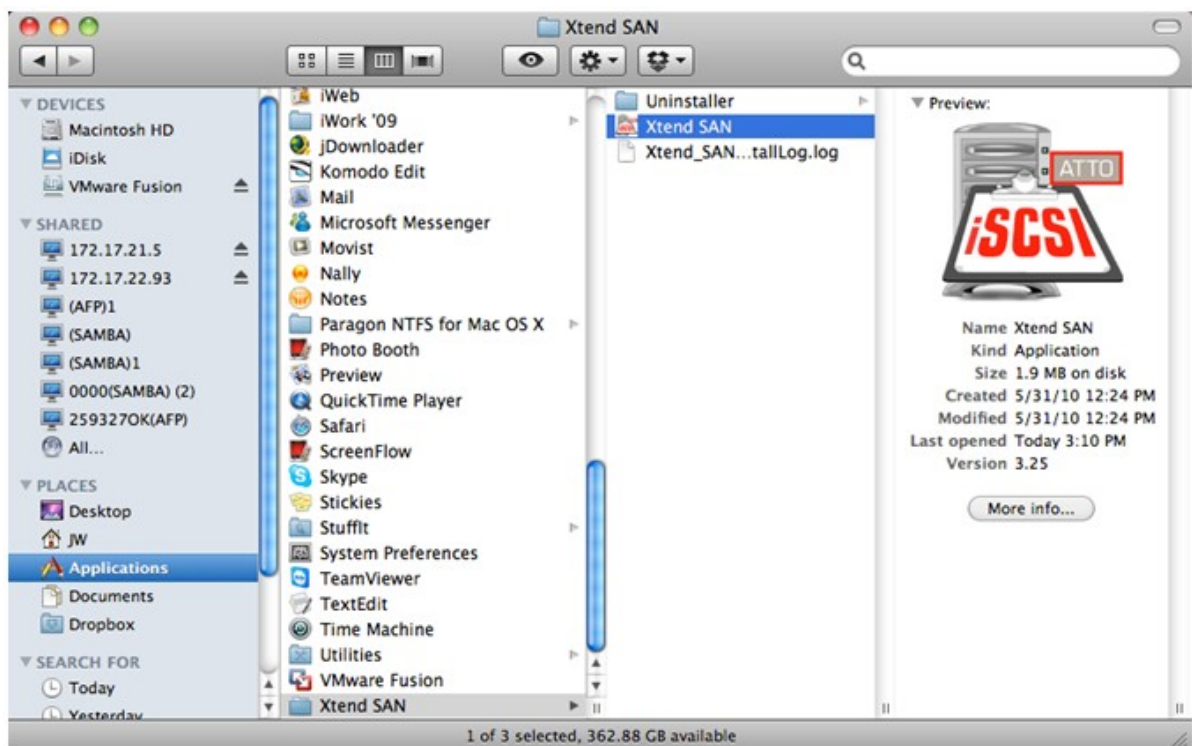 Xtend SAN
DEVICES
Macintosh HD
iDisk
VMware Fusion
SHARED
172.17.21.5
172.17.22.93
(AFP)1
(SAMBA)
(SAMBA)1
0000(SAMBA) (2)
259327OK(AFP)
All...
PLACES
Desktop
JW
Applications
Documents
Dropbox
SEARCH FOR
Today
Yesterday
iWeb
iWork '09
jDownloader
Komodo Edit
Mail
Microsoft Messenger
Movist
Nally
Notes
Paragon NTFS for Mac OS X
Photo Booth
Preview
QuickTime Player
Safari
ScreenFlow
Skype
Stickies
StuffIt
System Preferences
TeamViewer
TextEdit
Time Machine
Utilities
VMware Fusion
Xtend SAN
Uninstaller
Xtend SAN
Xtend_SAN...tallLog.log
Preview:
ATTO
iSCSI
Name Xtend SAN
Kind Application
Size 1.9 MB on disk
Created 5/31/10 12:24 PM
Modified 5/31/10 12:24 PM
Last opened Today 3:10 PM
Version 3.25
More info...
1 of 3 selected, 362.88 GB available